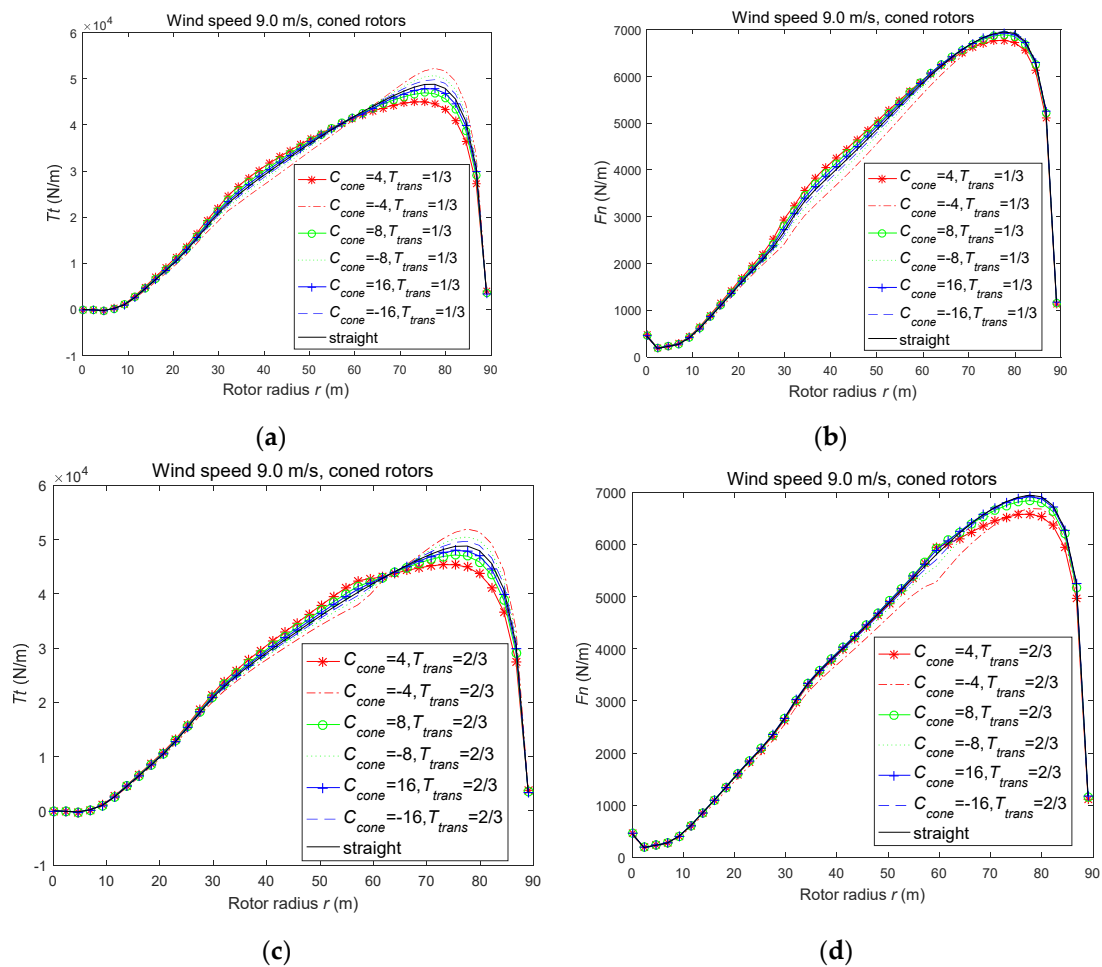 Wind speed 9.0 m/s, coned rotors
×10⁴
6
5
4
3
2
1
0
-1
Tt (N/m)
C_cone=4,T_trans=1/3
C_cone=-4,T_trans=1/3
C_cone=8,T_trans=1/3
C_cone=-8,T_trans=1/3
C_cone=16,T_trans=1/3
C_cone=-16,T_trans=1/3
straight
0 10 20 30 40 50 60 70 80 90
Rotor radius r (m)
(a)
Wind speed 9.0 m/s, coned rotors
7000
6000
5000
4000
3000
2000
1000
0
Fn (N/m)
C_cone=4,T_trans=1/3
C_cone=-4,T_trans=1/3
C_cone=8,T_trans=1/3
C_cone=-8,T_trans=1/3
C_cone=16,T_trans=1/3
C_cone=-16,T_trans=1/3
straight
0 10 20 30 40 50 60 70 80 90
Rotor radius r (m)
(b)
Wind speed 9.0 m/s, coned rotors
×10⁴
6
5
4
3
2
1
0
-1
Tt (N/m)
C_cone=4,T_trans=2/3
C_cone=-4,T_trans=2/3
C_cone=8,T_trans=2/3
C_cone=-8,T_trans=2/3
C_cone=16,T_trans=2/3
C_cone=-16,T_trans=2/3
straight
0 10 20 30 40 50 60 70 80 90
Rotor radius r (m)
(c)
Wind speed 9.0 m/s, coned rotors
7000
6000
5000
4000
3000
2000
1000
0
Fn (N/m)
C_cone=4,T_trans=2/3
C_cone=-4,T_trans=2/3
C_cone=8,T_trans=2/3
C_cone=-8,T_trans=2/3
C_cone=16,T_trans=2/3
C_cone=-16,T_trans=2/3
straight
0 10 20 30 40 50 60 70 80 90
Rotor radius r (m)
(d)